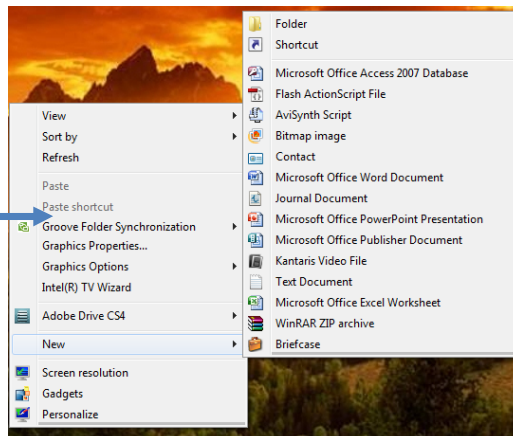 View
Sort by
Refresh
Paste
Paste shortcut
Groove Folder Synchronization
Graphics Properties...
Graphics Options
Intel(R) TV Wizard
Adobe Drive CS4
New
Screen resolution
Gadgets
Personalize
Folder
Shortcut
Microsoft Office Access 2007 Database
Flash ActionScript File
AviSynth Script
Bitmap image
Contact
Microsoft Office Word Document
Journal Document
Microsoft Office PowerPoint Presentation
Microsoft Office Publisher Document
Kantaris Video File
Text Document
Microsoft Office Excel Worksheet
WinRAR ZIP archive
Briefcase